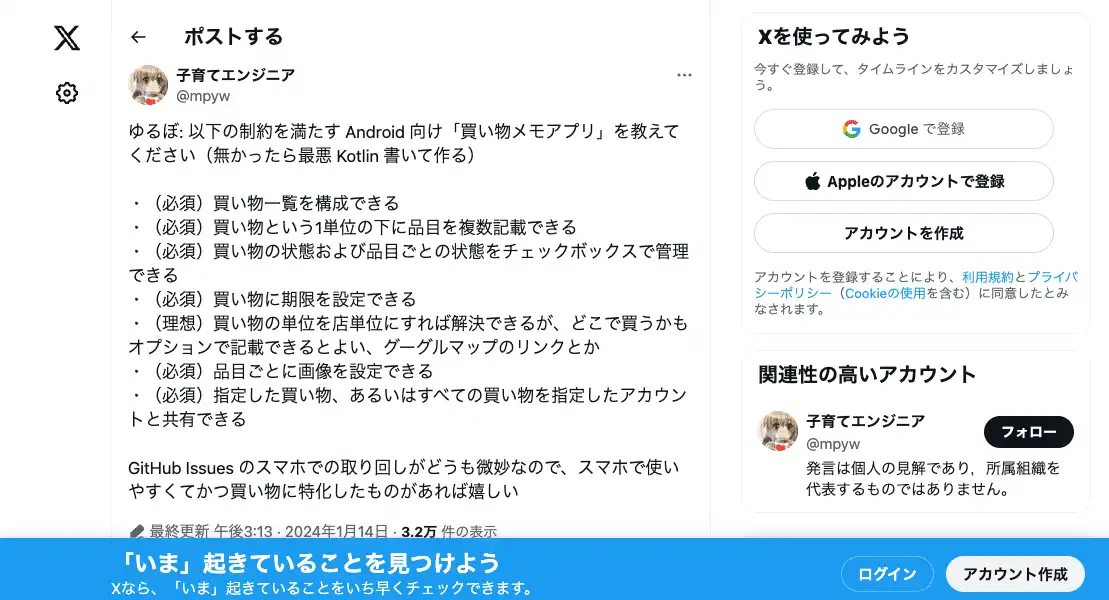 ポストする
子育てエンジニア
@mpyw
ゆるぼ: 以下の制約を満たす Android 向け「買い物メモアプリ」を教えて
ください（無かったら最悪 Kotlin 書いて作る）
・（必須）買い物一覧を構成できる
・（必須）買い物という1単位の下に品目を複数記載できる
・（必須）買い物の状態および品目ごとの状態をチェックボックスで管理
できる
・（必須）買い物に期限を設定できる
・（理想）買い物の単位を店単位にすれば解決できるが、どこで買うかも
オプションで記載できるとよい、グーグルマップのリンクとか
・（必須）品目ごとに画像を設定できる
・（必須）指定した買い物、あるいはすべての買い物を指定したアカウン
トと共有できる
GitHub Issues のスマホでの取り回しがどうも微妙なので、スマホで使い
やすくてかつ買い物に特化したものがあれば嬉しい
最終更新 午後3:13 · 2024年1月14日 · 3.2万 件の表示
Xを使ってみよう
今すぐ登録して、タイムラインをカスタマイズしましょ
う。
Google で登録
Appleのアカウントで登録
アカウントを作成
アカウントを登録することにより、利用規約とプライバ
シーポリシー（Cookieの使用を含む）に同意したとみ
なされます。
関連性の高いアカウント
子育てエンジニア
@mpyw
フォロー
発言は個人の見解であり，所属組織を
代表するものではありません。
「いま」起きていることを見つけよう
Xなら、「いま」起きていることをいち早くチェックできます。
ログイン
アカウント作成